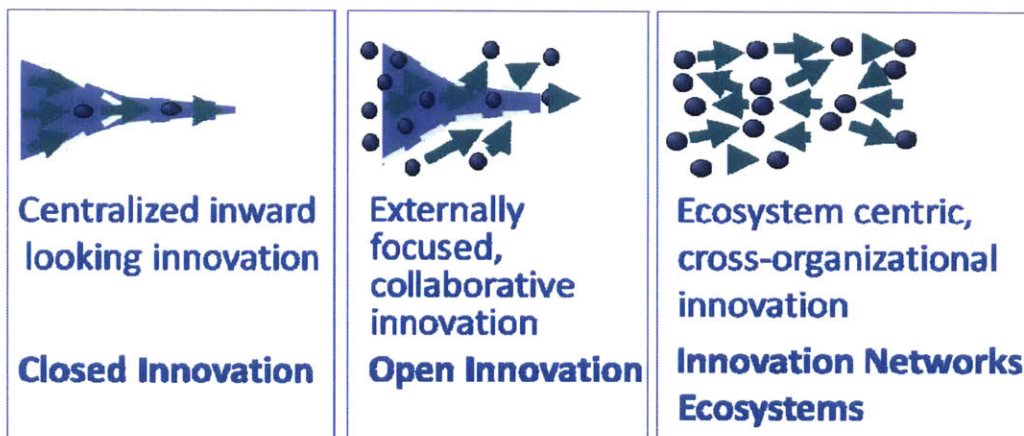 Centralized inward
looking innovation
Closed Innovation
Externally
focused,
collaborative
innovation
Open Innovation
Ecosystem centric,
cross-organizational
innovation
Innovation Networks
Ecosystems